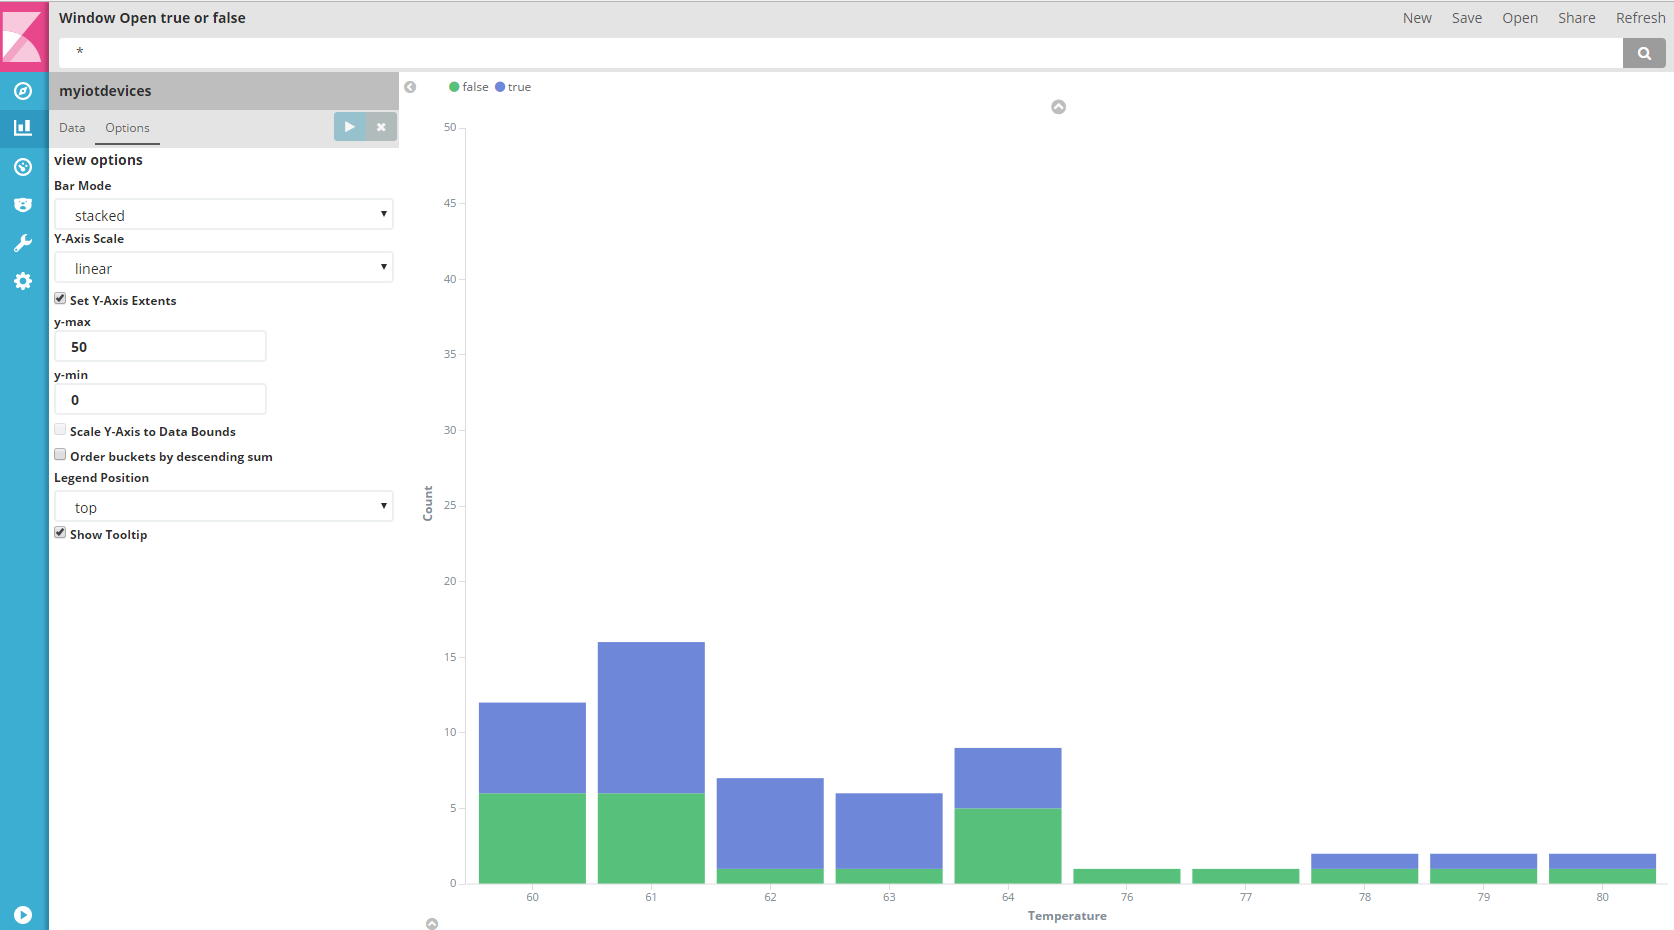 Window Open true or false
New Save Open Share Refresh
*
myiotdevices
Data Options
view options
Bar Mode
stacked
Y-Axis Scale
linear
Set Y-Axis Extents
y-max
50
y-min
0
Scale Y-Axis to Data Bounds
Order buckets by descending sum
Legend Position
top
Show Tooltip
false true
50
45
40
35
30
25
20
15
10
5
0
Count
60 61 62 63 64 76 77 78 79 80
Temperature